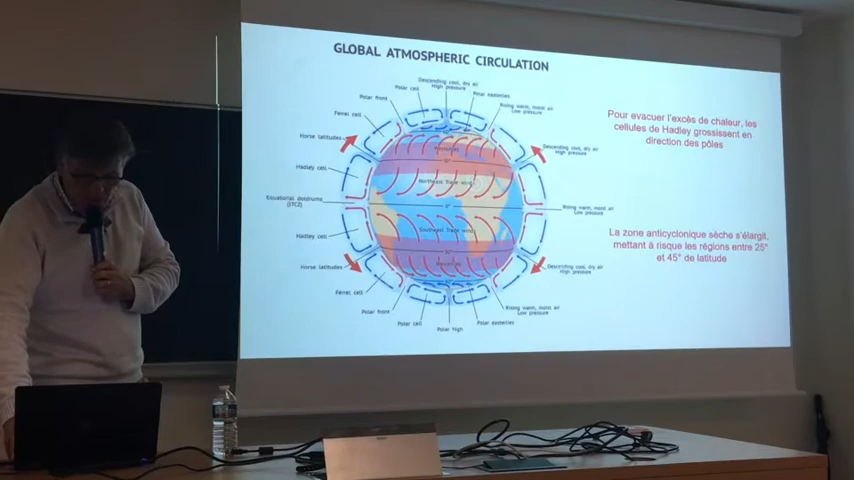 GLOBAL ATMOSPHERIC CIRCULATION
Descending cool, dry air
High pressure
Polar cell
Polar easterlies
Polar front
Rising warm, moist air
Low pressure
Ferrel cell
Horse latitudes
Descending cool, dry air
High pressure
Hadley cell
Northeast Trade winds
Equatorial doldrums
(ITCZ)
0°
Rising warm, moist air
Low pressure
Southeast Trade winds
Hadley cell
Horse latitudes
Descending cool, dry air
High pressure
Ferrel cell
Rising warm, moist air
Low pressure
Polar front
Polar cell
Polar high
Polar easterlies
Pour evacuer l'excès de chaleur, les
cellules de Hadley grossissent en
direction des pôles
La zone anticyclonique sèche s'élargit,
mettant à risque les régions entre 25°
et 45° de latitude